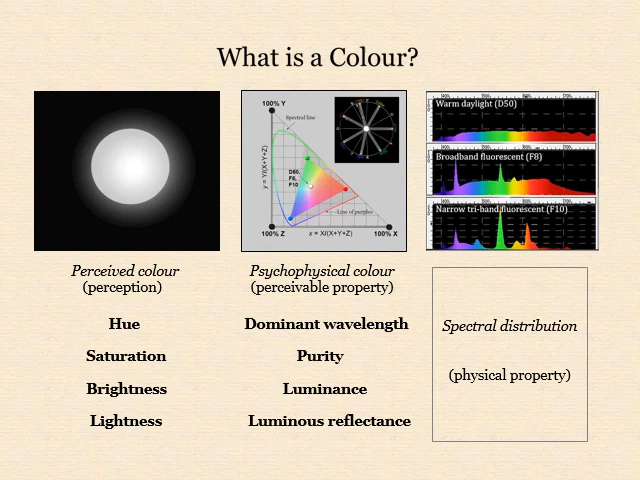 What is a Colour?
100% Y
Spectral line
y = Y/(X+Y+Z)
D50,
F8,
F10
Line of purples
100% Z
x = X/(X+Y+Z)
100% X
Warm daylight (D50)
Broadband fluorescent (F8)
Narrow tri-band fluorescent (F10)
Perceived colour
(perception)
Hue
Saturation
Brightness
Lightness
Psychophysical colour
(perceivable property)
Dominant wavelength
Purity
Luminance
Luminous reflectance
Spectral distribution
(physical property)